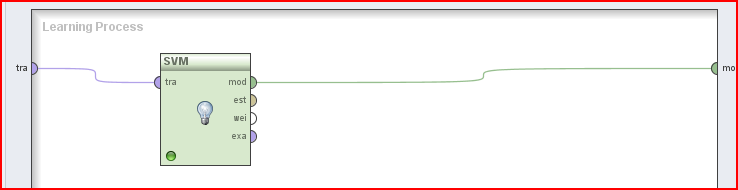 Learning Process
tra
SVM
tra
mod
est
wei
exa
mo